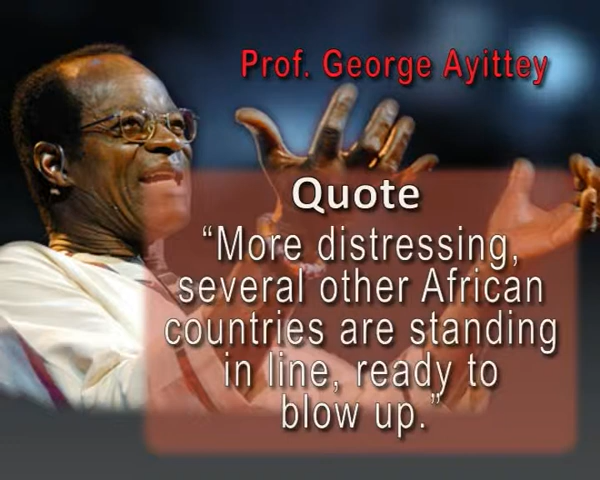 Prof. George Ayittey
Quote
“More distressing,
several other African
countries are standing
in line, ready to
blow up.”